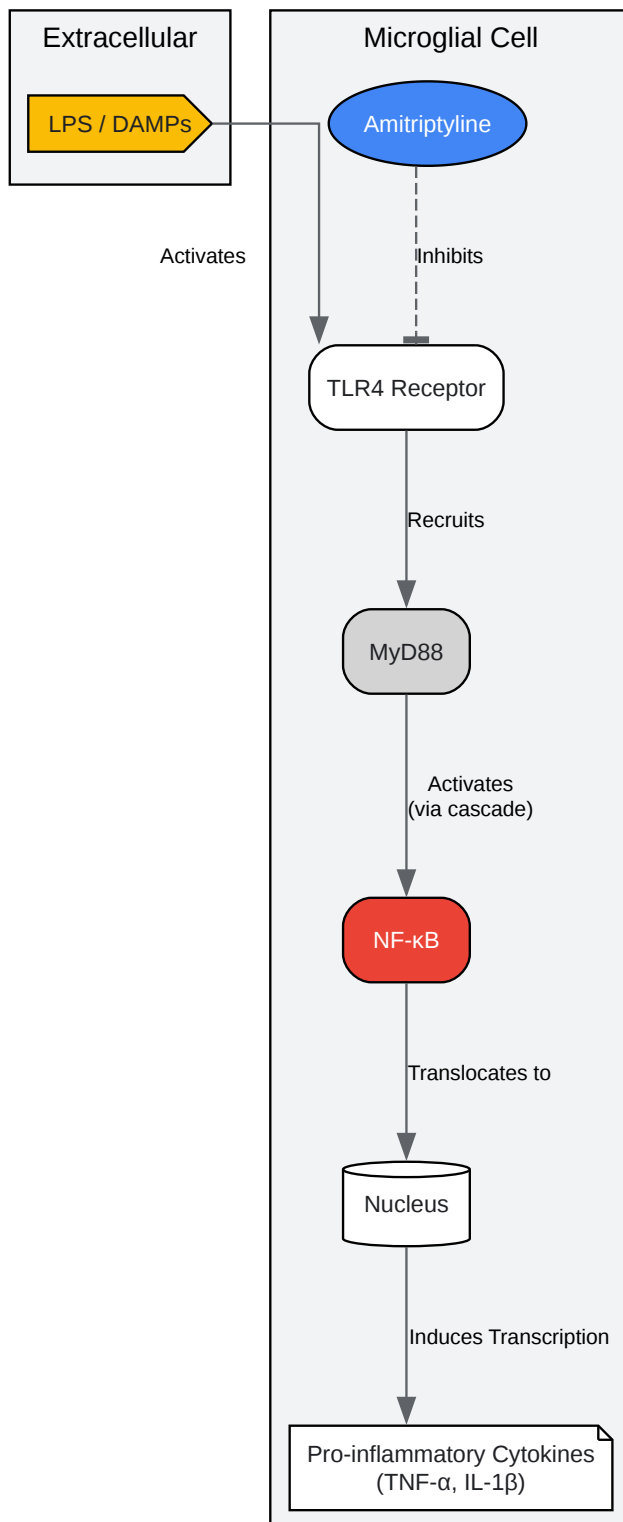 Extracellular
Microglial Cell
LPS / DAMPs
Amitriptyline
Activates
Inhibits
TLR4 Receptor
Recruits
MyD88
Activates
(via cascade)
NF-κB
Translocates to
Nucleus
Induces Transcription
Pro-inflammatory Cytokines
(TNF-α, IL-1β)